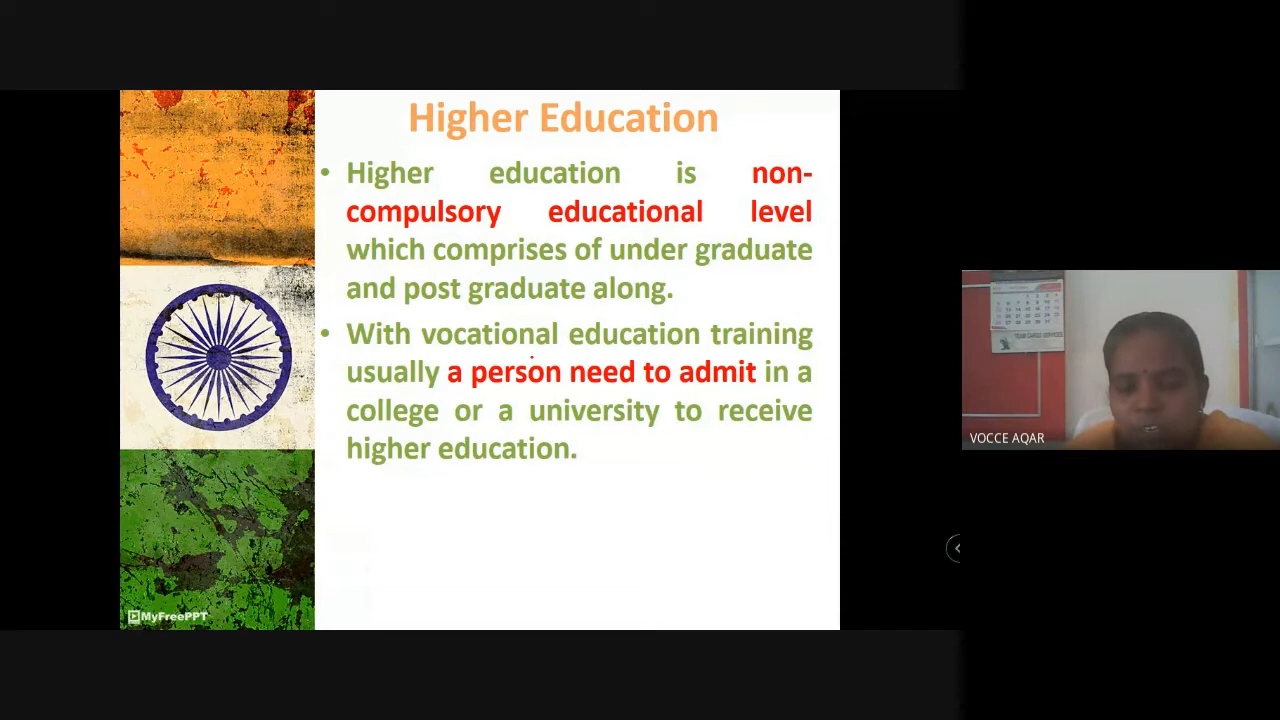 Higher Education
• Higher education is non-
compulsory educational level
which comprises of under graduate
and post graduate along.
• With vocational education training
usually a person need to admit in a
college or a university to receive
higher education.
MyFreePPT
VOCCE AQAR